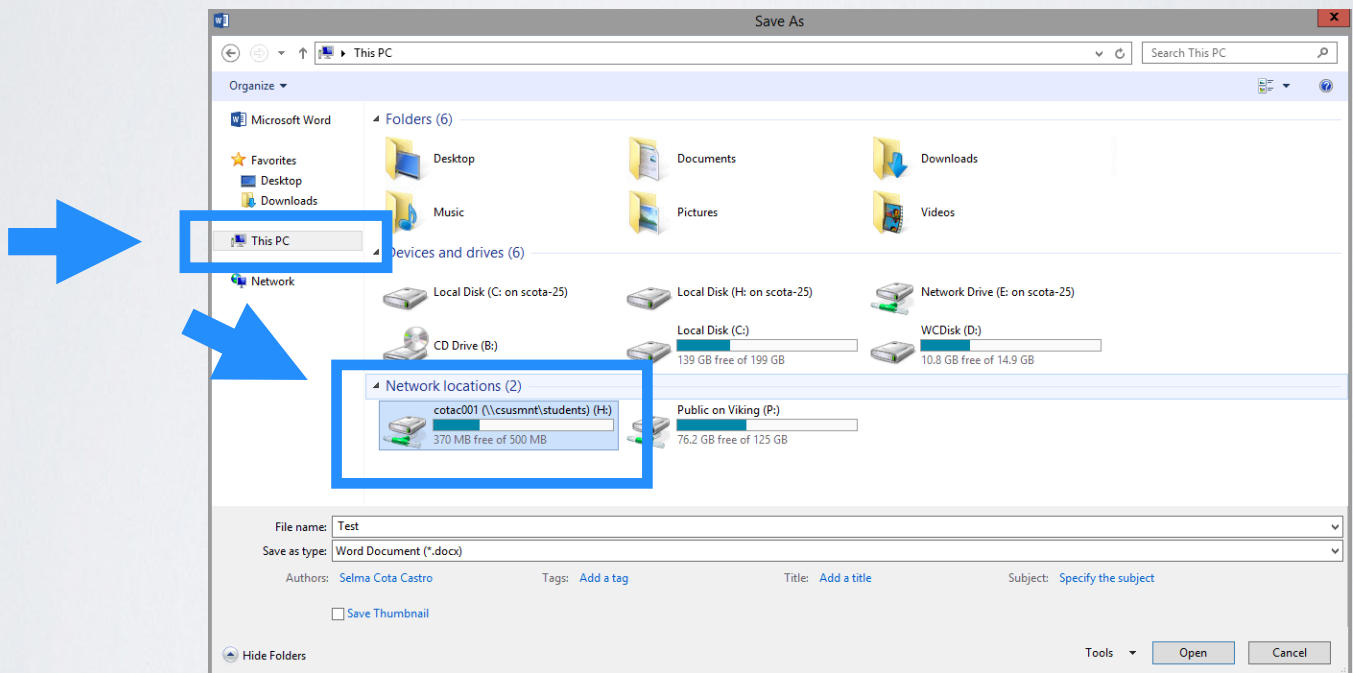 Save As
This PC
Search This PC
Organize
Microsoft Word
Favorites
Desktop
Downloads
This PC
Network
Folders (6)
Desktop
Documents
Downloads
Music
Pictures
Videos
Devices and drives (6)
Local Disk (C: on scota-25)
Local Disk (H: on scota-25)
Network Drive (E: on scota-25)
CD Drive (B:)
Local Disk (C:)
139 GB free of 199 GB
WCDisk (D:)
10.8 GB free of 14.9 GB
Network locations (2)
cotac001 (\\csusmnt\students) (H:)
370 MB free of 500 MB
Public on Viking (P:)
76.2 GB free of 125 GB
File name: Test
Save as type: Word Document (*.docx)
Authors: Selma Cota Castro Tags: Add a tag Title: Add a title Subject: Specify the subject
Save Thumbnail
Hide Folders Tools Open Cancel